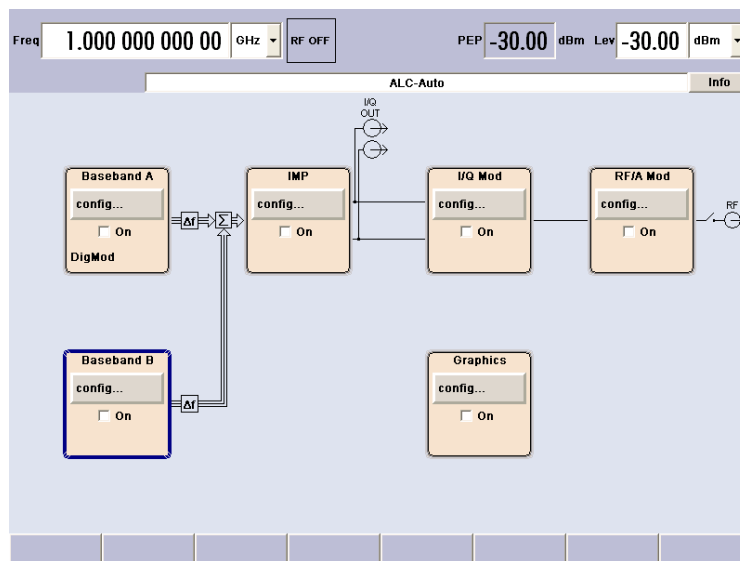 Freq 1.000 000 000 00 GHz RF OFF PEP -30.00 dBm Lev -30.00 dBm
ALC-Auto Info
I/Q
OUT
Baseband A
config...
On
DigMod
Δf
Σ
IMP
config...
On
I/Q Mod
config...
On
RF/A Mod
config...
On
RF
Baseband B
config...
On
Δf
Graphics
config...
On